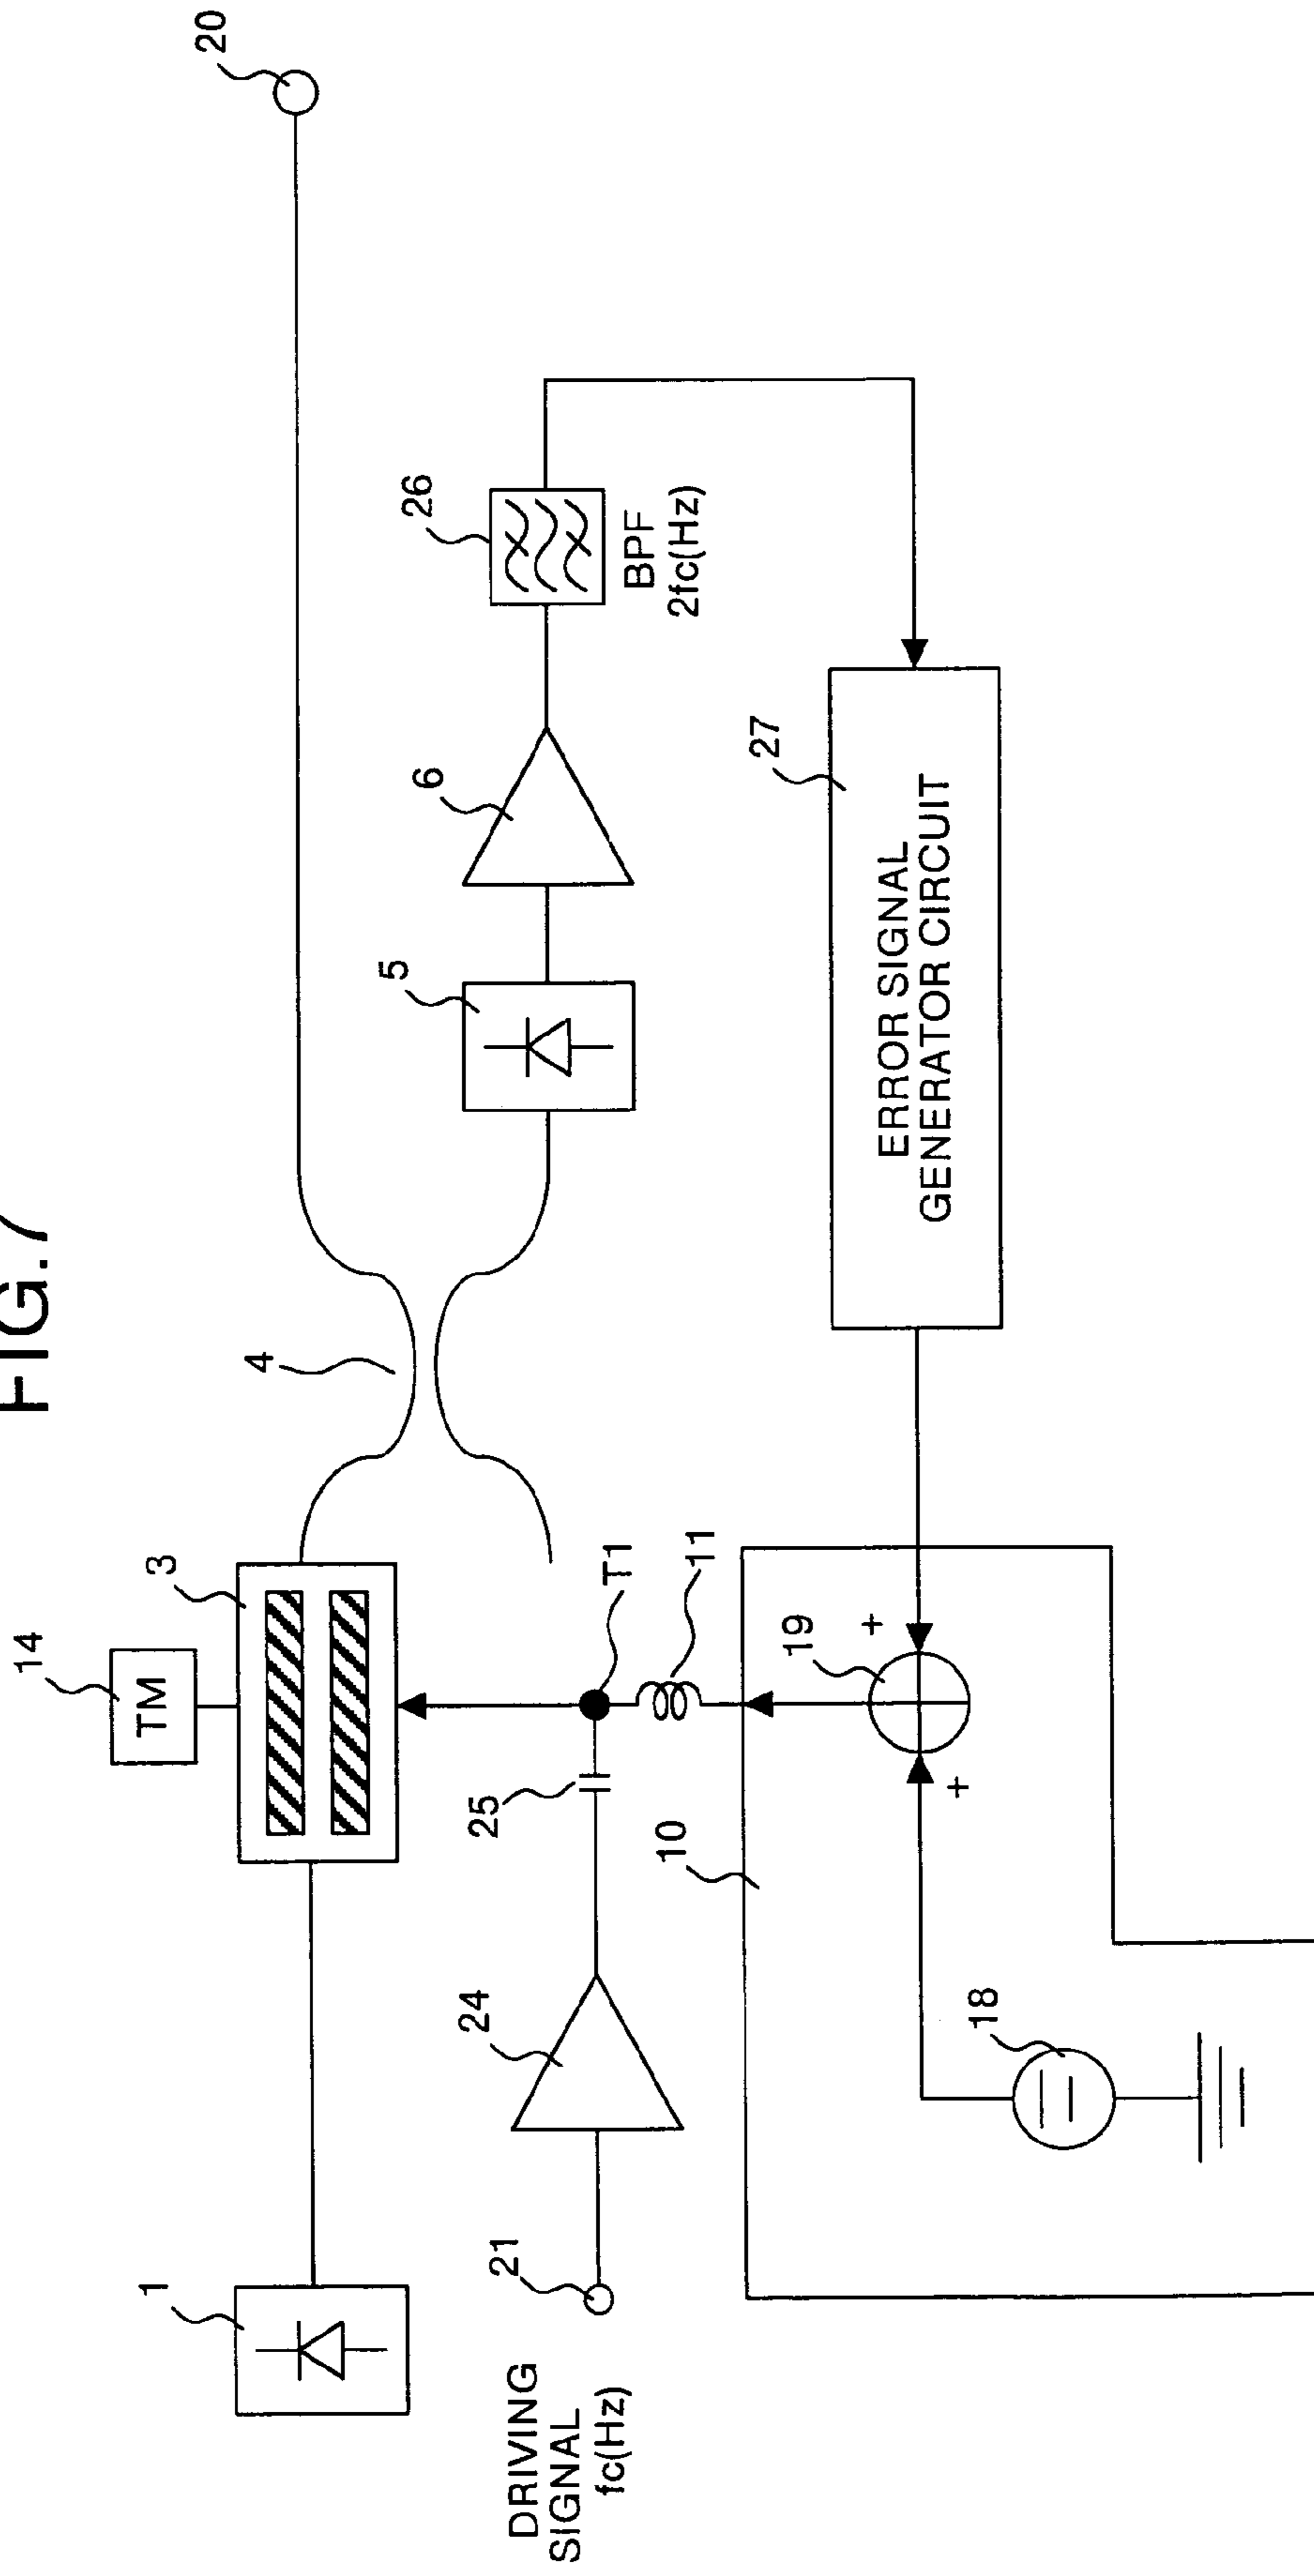 FIG.7
14
TM
3
1
20
4
5
6
26
BPF
2fc(Hz)
DRIVING
SIGNAL
fc(Hz)
21
24
25
T1
11
10
18
19
+
+
27
ERROR SIGNAL
GENERATOR CIRCUIT